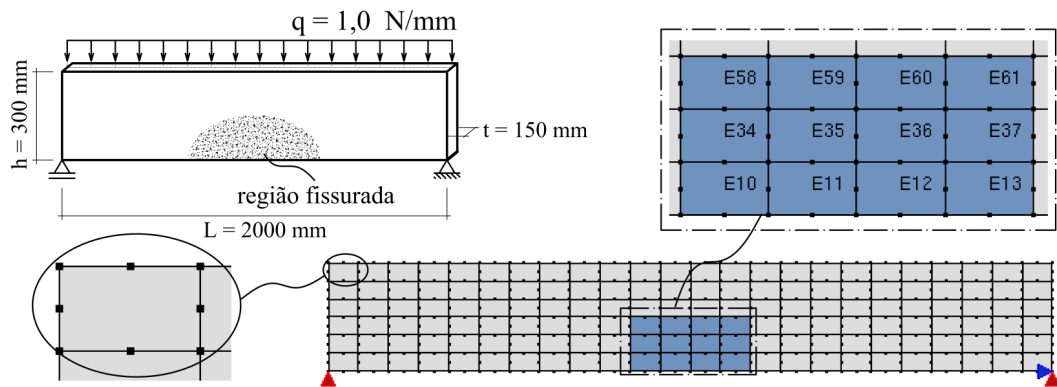 q = 1,0 N/mm
h = 300 mm
t = 150 mm
região fissurada
L = 2000 mm
E58 E59 E60 E61
E34 E35 E36 E37
E10 E11 E12 E13